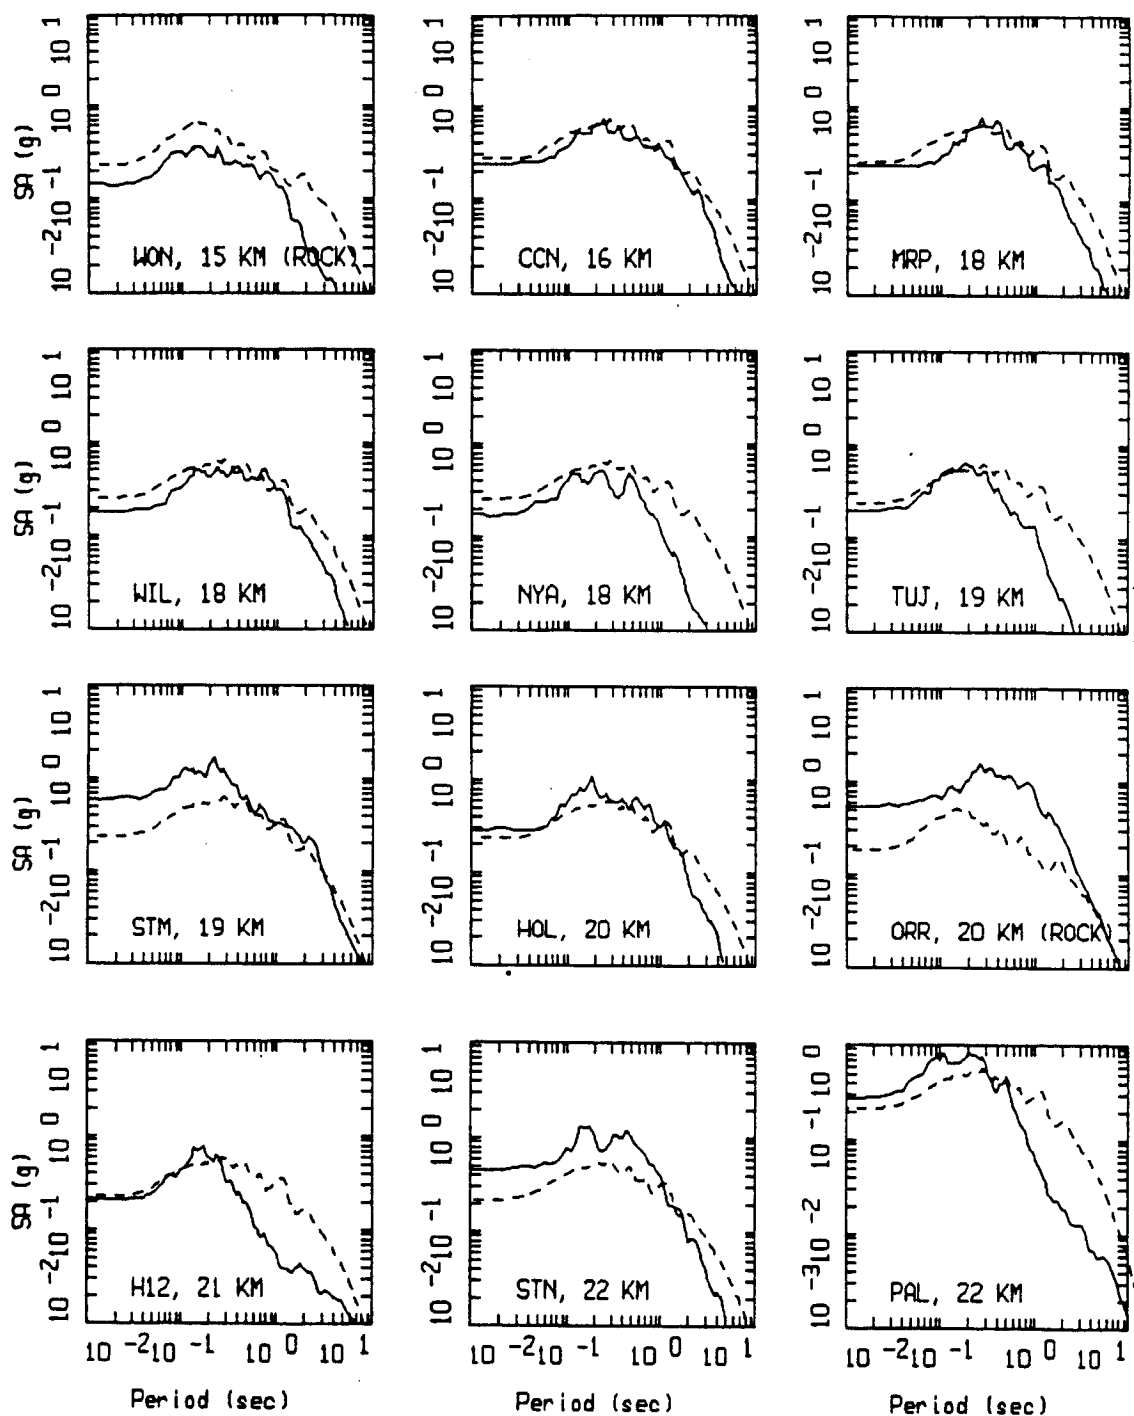 SA (g)
10 -2 10 -1 10 0 10 1
WON, 15 KM (ROCK)
10 -2 10 -1 10 0 10 1
CCN, 16 KM
10 -2 10 -1 10 0 10 1
MRP, 18 KM
SA (g)
10 -2 10 -1 10 0 10 1
WIL, 18 KM
10 -2 10 -1 10 0 10 1
NYA, 18 KM
10 -2 10 -1 10 0 10 1
TUJ, 19 KM
SA (g)
10 -2 10 -1 10 0 10 1
STM, 19 KM
10 -2 10 -1 10 0 10 1
HOL, 20 KM
10 -2 10 -1 10 0 10 1
ORR, 20 KM (ROCK)
SA (g)
10 -2 10 -1 10 0 10 1
H12, 21 KM
10 -2 10 -1 10 0 10 1
STN, 22 KM
10 -3 10 -2 10 -1 10 0
PAL, 22 KM
10 -2 10 -1 10 0 10 1
10 -2 10 -1 10 0 10 1
10 -2 10 -1 10 0 10 1
Period (sec)
Period (sec)
Period (sec)